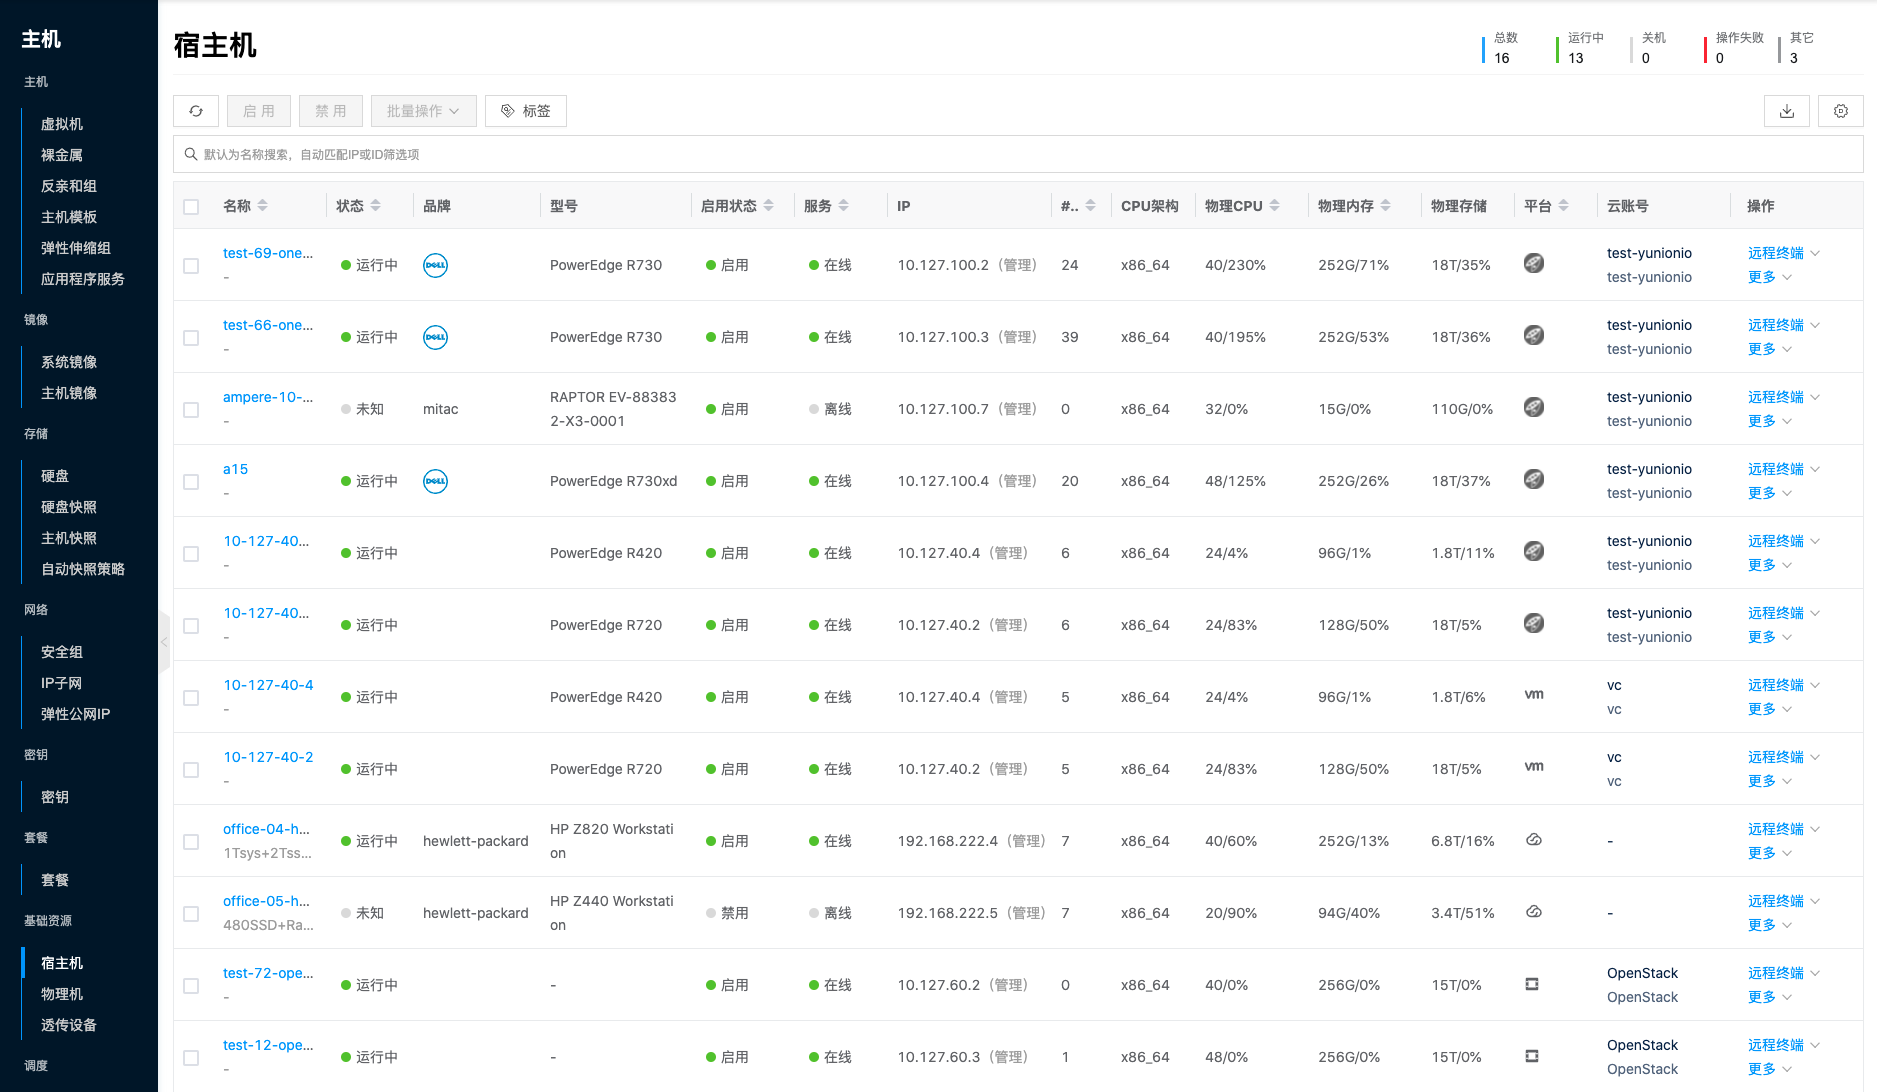 主机
主机
虚拟机
裸金属
反亲和组
主机模板
弹性伸缩组
应用程序服务
镜像
系统镜像
主机镜像
存储
硬盘
硬盘快照
主机快照
自动快照策略
网络
安全组
IP子网
弹性公网IP
密钥
密钥
套餐
套餐
基础资源
宿主机
物理机
透传设备
调度
宿主机
总数 16
运行中 13
关机 0
操作失败 0
其它 3
启用 禁用 批量操作 标签
默认为名称搜索，自动匹配IP或ID筛选项
名称 状态 品牌 型号 启用状态 服务 IP #.. CPU架构 物理CPU 物理内存 物理存储 平台 云账号 操作
test-69-one... - 运行中 DELL PowerEdge R730 启用 在线 10.127.100.2（管理） 24 x86_64 40/230% 252G/71% 18T/35% test-yunionio test-yunionio 远程终端 更多
test-66-one... - 运行中 DELL PowerEdge R730 启用 在线 10.127.100.3（管理） 39 x86_64 40/195% 252G/53% 18T/36% test-yunionio test-yunionio 远程终端 更多
ampere-10-... - 未知 mitac RAPTOR EV-883832-X3-0001 启用 离线 10.127.100.7（管理） 0 x86_64 32/0% 15G/0% 110G/0% test-yunionio test-yunionio 远程终端 更多
a15 - 运行中 DELL PowerEdge R730xd 启用 在线 10.127.100.4（管理） 20 x86_64 48/125% 252G/26% 18T/37% test-yunionio test-yunionio 远程终端 更多
10-127-40... - 运行中 PowerEdge R420 启用 在线 10.127.40.4（管理） 6 x86_64 24/4% 96G/1% 1.8T/11% test-yunionio test-yunionio 远程终端 更多
10-127-40... - 运行中 PowerEdge R720 启用 在线 10.127.40.2（管理） 6 x86_64 24/83% 128G/50% 18T/5% test-yunionio test-yunionio 远程终端 更多
10-127-40-4 - 运行中 PowerEdge R420 启用 在线 10.127.40.4（管理） 5 x86_64 24/4% 96G/1% 1.8T/6% vm vc vc 远程终端 更多
10-127-40-2 - 运行中 PowerEdge R720 启用 在线 10.127.40.2（管理） 5 x86_64 24/83% 128G/50% 18T/5% vm vc vc 远程终端 更多
office-04-h... 1Tsys+2Tss... 运行中 hewlett-packard HP Z820 Workstation 启用 在线 192.168.222.4（管理） 7 x86_64 40/60% 252G/13% 6.8T/16% - 远程终端 更多
office-05-h... 480SSD+Ra... 未知 hewlett-packard HP Z440 Workstation 禁用 离线 192.168.222.5（管理） 7 x86_64 20/90% 94G/40% 3.4T/51% - 远程终端 更多
test-72-ope... - 运行中 - 启用 在线 10.127.60.2（管理） 0 x86_64 40/0% 256G/0% 15T/0% OpenStack OpenStack 远程终端 更多
test-12-ope... - 运行中 - 启用 在线 10.127.60.3（管理） 1 x86_64 48/0% 256G/0% 15T/0% OpenStack OpenStack 远程终端 更多